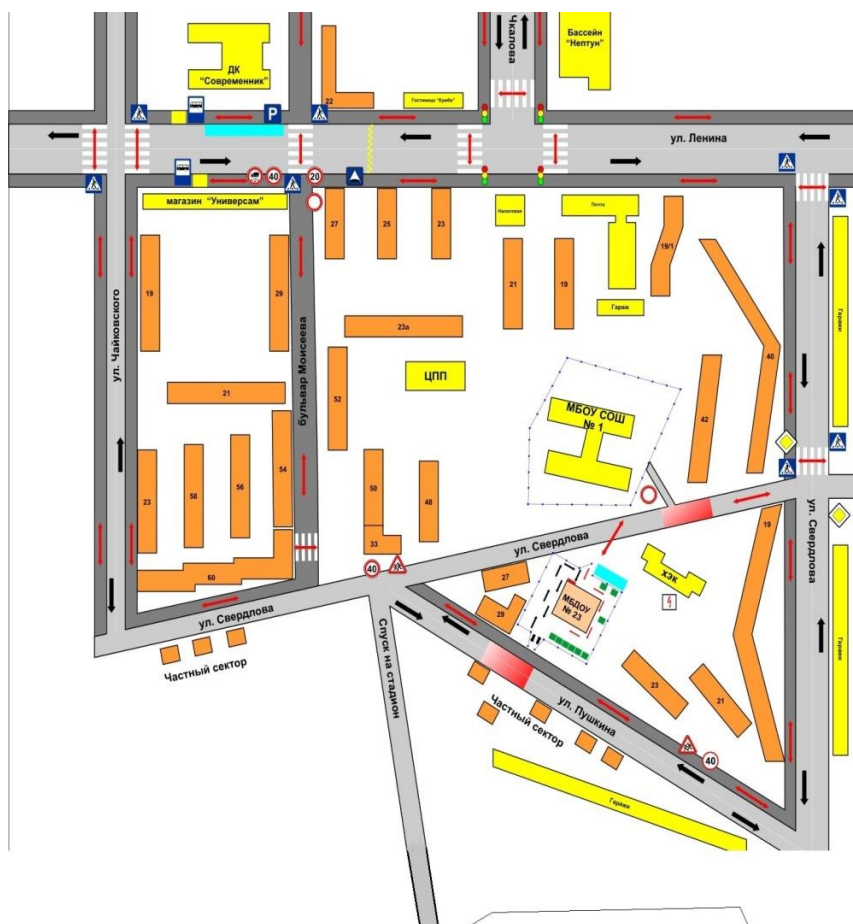 Чкалова
Бассейн
"Нептун"
ДК
"Современник"
22
Гостиница "Кумба"
P
ул. Ленина
40
20
магазин "Универсам"
27
25
23
Налоговая
Лента
19/1
19
29
21
19
Гараж
Гаражи
ул. Чайковского
бульвар Моисеева
23а
ЦПП
52
40
42
21
МБОУ СОШ
№ 1
23
58
56
54
50
48
33
60
40
ул. Свердлова
ул. Свердлова
ул. Свердлова
19
27
29
МБДОУ
№ 23
ХЭК
Частный сектор
Спуск на стадион
23
21
ул. Пушкина
Частный сектор
40
Гаражи
Гаражи